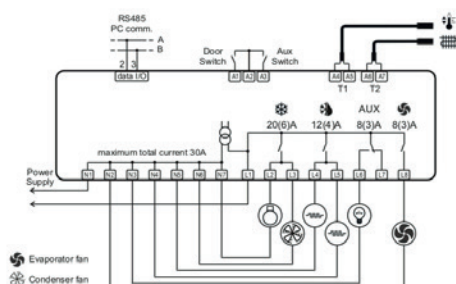 RS485
PC comm.
A
B
2 3
data I/O
Door Switch
Aux Switch
A1 A2 A3
A4 A5 A6 A7
T1 T2
AUX
20(6)A 12(4)A 8(3)A 8(3)A
maximum total current 30A
Power Supply
N1 N2 N3 N4 N5 N6 N7 L1 L2 L3 L4 L5 L6 L7 L8
Evaporator fan
Condenser fan